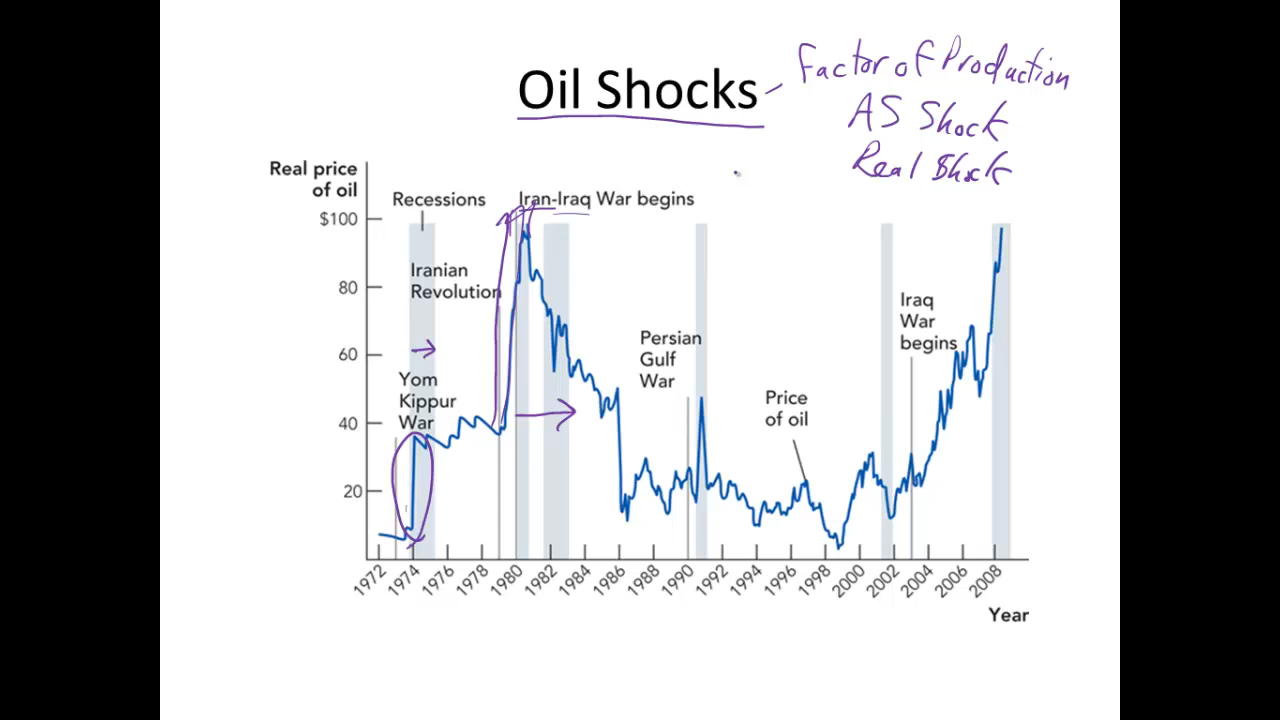 Oil Shocks
Factor of Production
AS Shock
Real Shock
Real price
of oil
Recessions
Iran-Iraq War begins
$100
80
60
40
20
Iranian
Revolution
Yom
Kippur
War
Persian
Gulf
War
Price
of oil
Iraq
War
begins
1972
1974
1976
1978
1980
1982
1984
1986
1988
1990
1992
1994
1996
1998
2000
2002
2004
2006
2008
Year